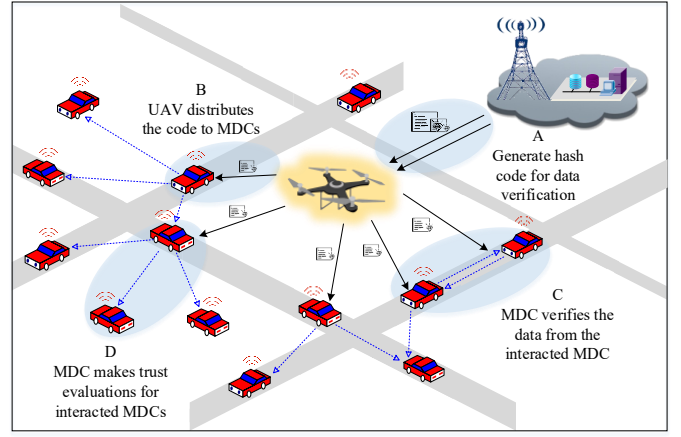 B
UAV distributes
the code to MDCs
A
Generate hash
code for data
verification
C
MDC verifies the
data from the
interacted MDC
D
MDC makes trust
evaluations for
interacted MDCs